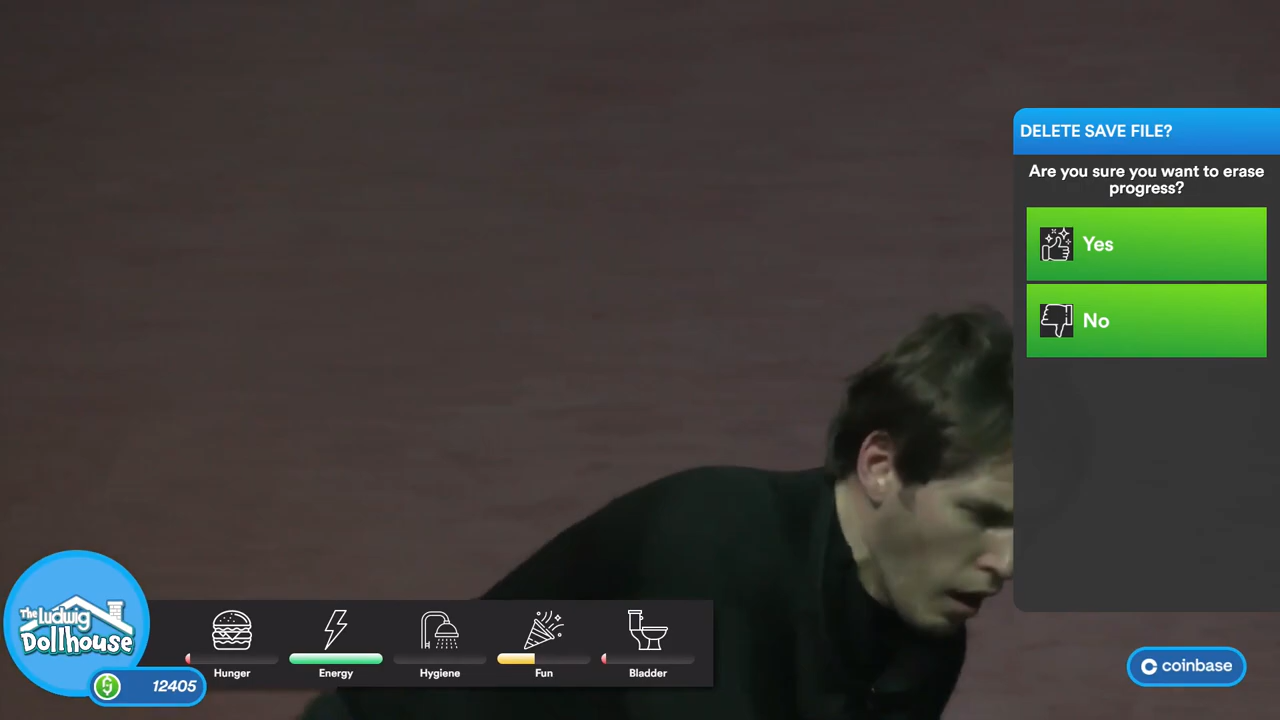 DELETE SAVE FILE?
Are you sure you want to erase
progress?
Yes
No
The Ludwig
Dollhouse
12405
Hunger
Energy
Hygiene
Fun
Bladder
coinbase